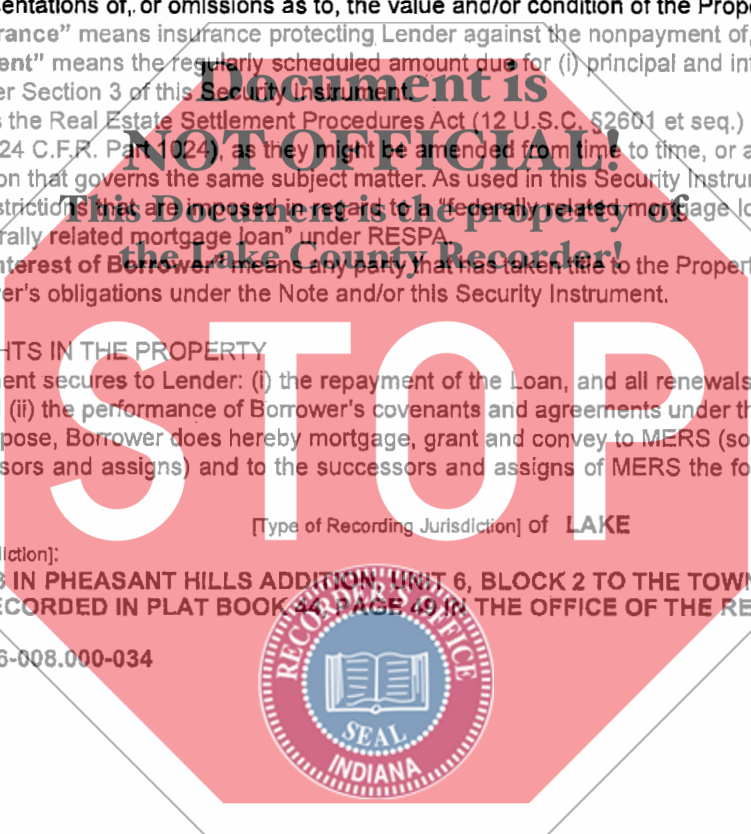 entations of, or omissions as to, the value and/or condition of the Prope
rance” means insurance protecting Lender against the nonpayment of,
ent” means the regularly scheduled amount due for (i) principal and int
er Section 3 of this Security Instrument.
s the Real Estate Settlement Procedures Act (12 U.S.C. §2601 et seq.)
24 C.F.R. Part 1024), as they might be amended from time to time, or a
on that governs the same subject matter. As used in this Security Instrum
strictions that are imposed in regard to a “federally related mortgage lo
rally related mortgage loan” under RESPA.
nterest of Borrower” means any party that has taken title to the Propert
er's obligations under the Note and/or this Security Instrument.
Document is
NOT OFFICIAL!
This Document is the property of
the Lake County Recorder!
STOP
HTS IN THE PROPERTY
ent secures to Lender: (i) the repayment of the Loan, and all renewals
(ii) the performance of Borrower's covenants and agreements under th
pose, Borrower does hereby mortgage, grant and convey to MERS (so
sors and assigns) and to the successors and assigns of MERS the fo
[Type of Recording Jurisdiction] of LAKE
iction]:
IN PHEASANT HILLS ADDITION, UNIT 6, BLOCK 2 TO THE TOWN
ECORDED IN PLAT BOOK 34, PAGE 49 IN THE OFFICE OF THE RE
6-008.000-034
RECORDER'S OFFICE
SEAL
INDIANA